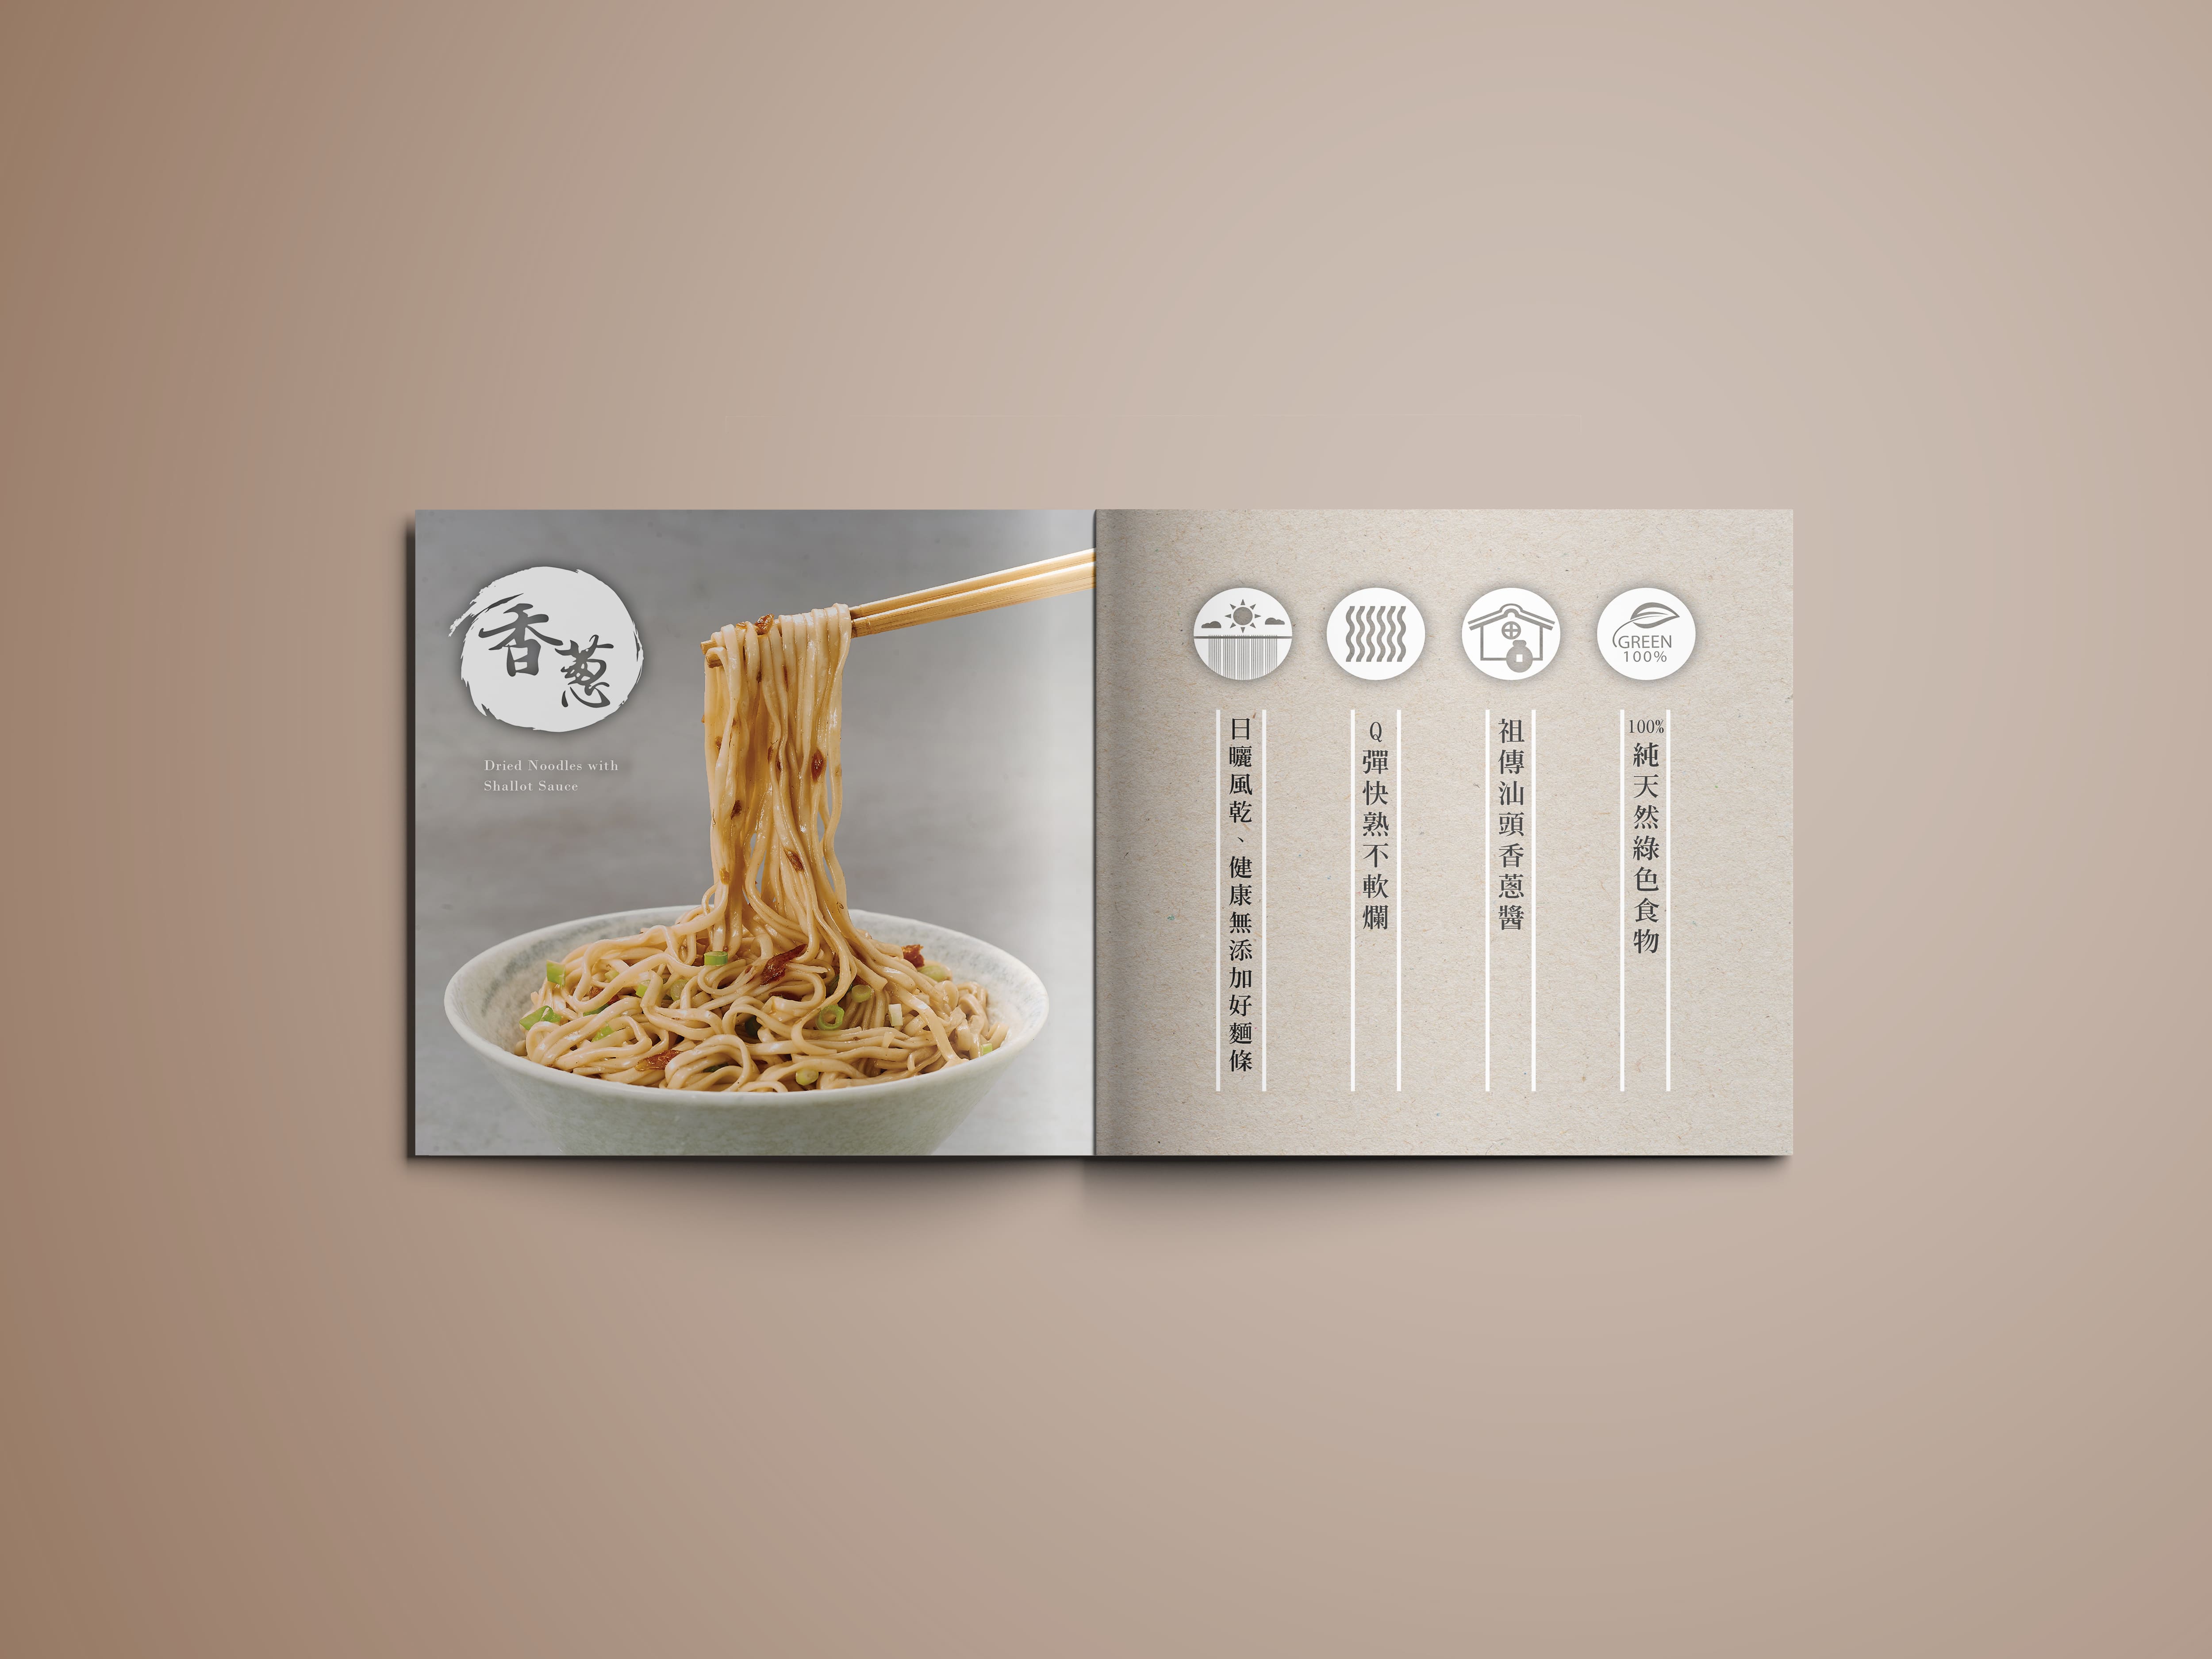 香蔥
Dried Noodles with
Shallot Sauce
GREEN
100%
日曬風乾、健康無添加好麵條
Q彈快熟不軟爛
祖傳汕頭香蔥醬
100%純天然綠色食物